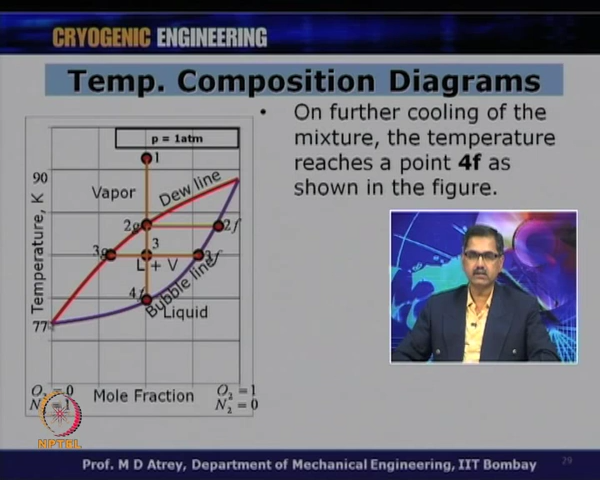 CRYOGENIC ENGINEERING
Temp. Composition Diagrams
• On further cooling of the
mixture, the temperature
reaches a point 4f as
shown in the figure.
p = 1atm
1
90
Vapor
Dew line
2g
2f
3g
3
3f
L + V
4f
Bubble line
Liquid
77
Temperature, K
O₂ = 0
N₂ = 1
Mole Fraction
O₂ = 1
N₂ = 0
NPTEL
Prof. M D Atrey, Department of Mechanical Engineering, IIT Bombay
29